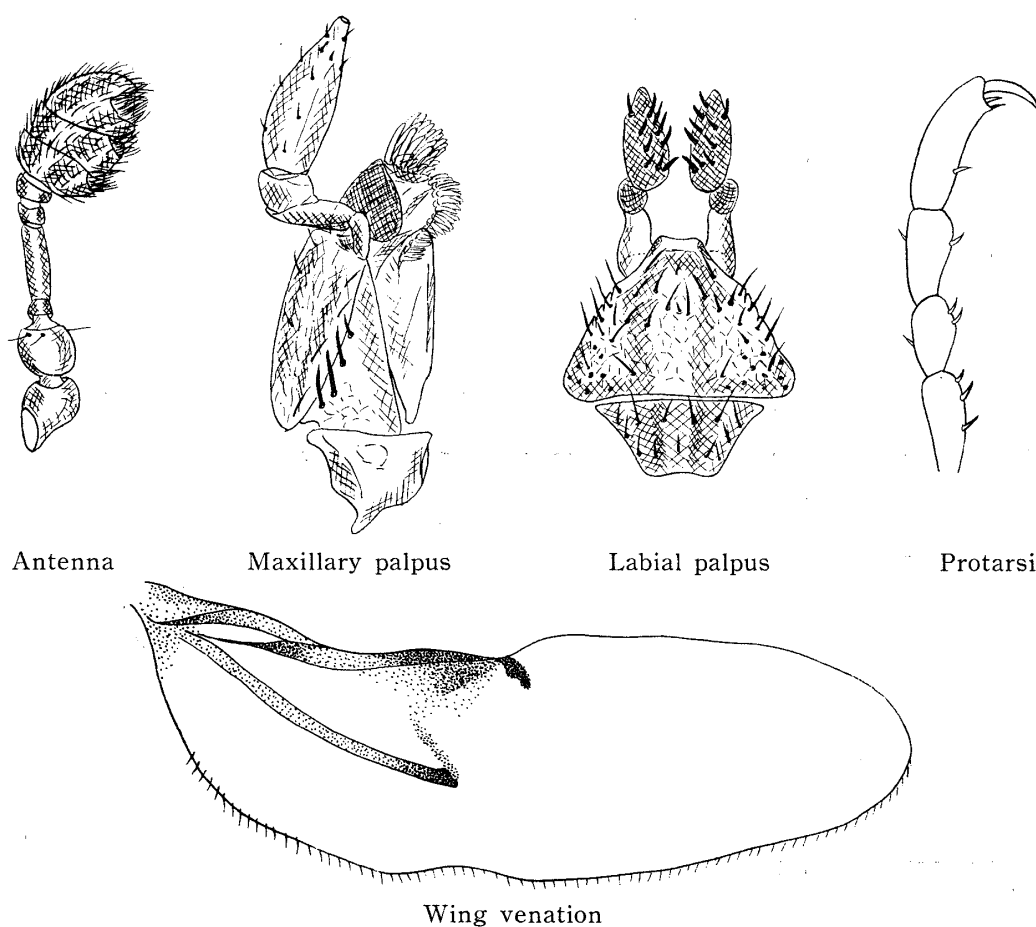 Antenna
Maxillary palpus
Labial palpus
Protarsi
Wing venation